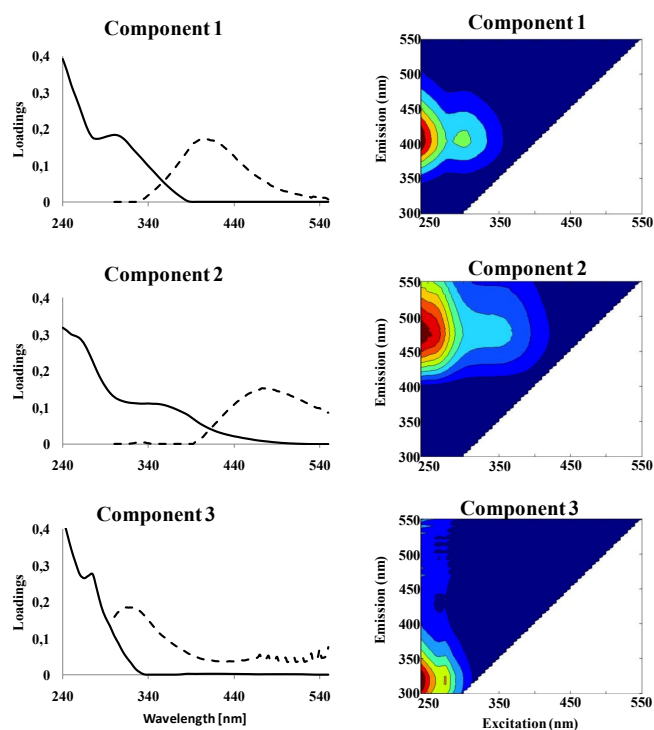 Component 1
0,4
0,3
0,2
0,1
0
Loadings
240 340 440 540
Component 1
550
500
450
400
350
300
Emission (nm)
250 350 450 550
Component 2
0,4
0,3
0,2
0,1
0
Loadings
240 340 440 540
Component 2
550
500
450
400
350
300
Emission (nm)
250 350 450 550
Component 3
0,4
0,3
0,2
0,1
0
Loadings
240 340 440 540
Wavelength [nm]
Component 3
550
500
450
400
350
300
Emission (nm)
250 350 450 550
Excitation (nm)